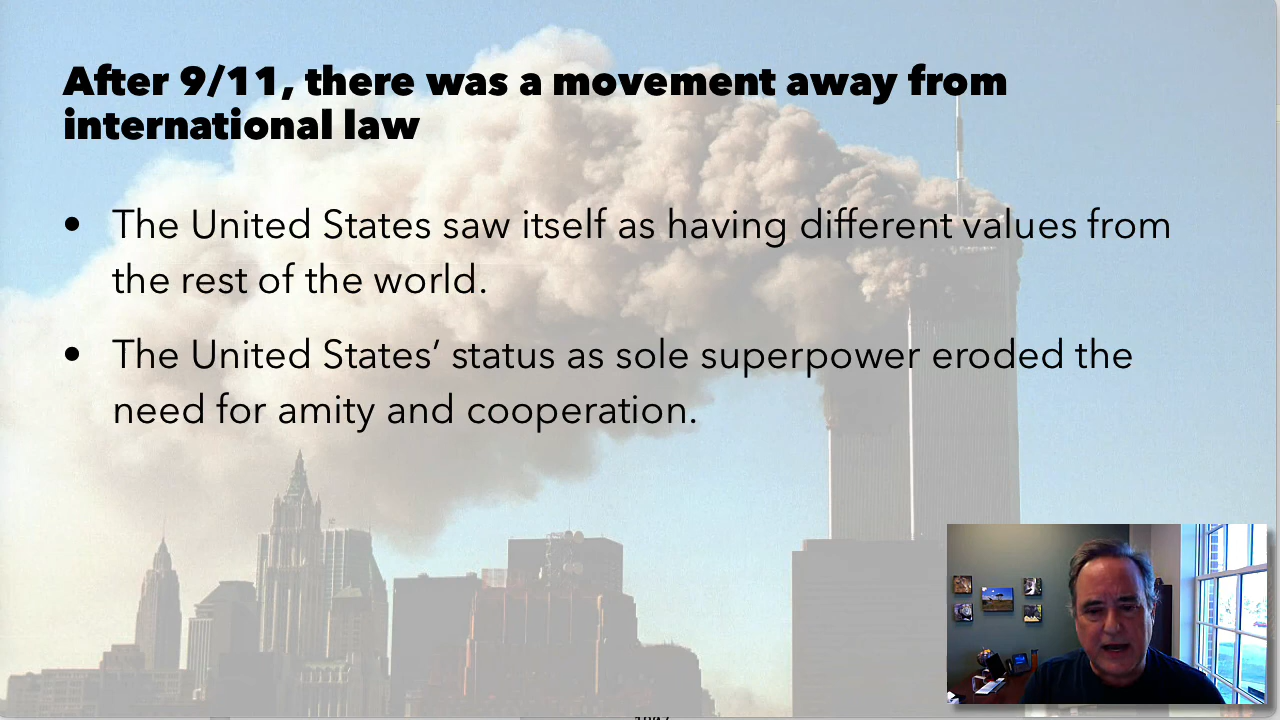 After 9/11, there was a movement away from
international law
• The United States saw itself as having different values from
the rest of the world.
• The United States’ status as sole superpower eroded the
need for amity and cooperation.